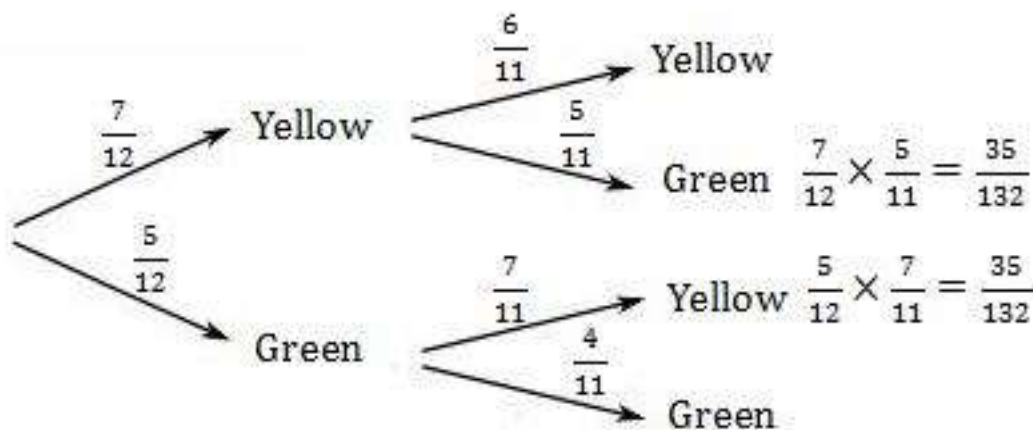 6/11 Yellow
7/12 Yellow
5/11 Green 7/12 × 5/11 = 35/132
5/12
7/11 Yellow 5/12 × 7/11 = 35/132
Green
4/11
Green